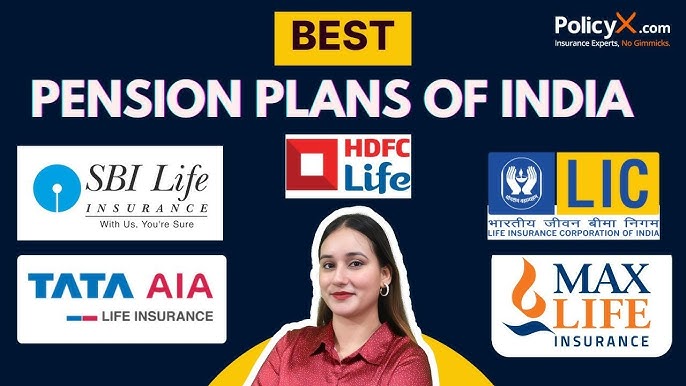 BEST
PolicyX.com
Insurance Experts, No Gimmicks.
PENSION PLANS OF INDIA
SBI Life
INSURANCE
With Us, You're Sure
HDFC
Life
LIC
भारतीय जीवन बीमा निगम
LIFE INSURANCE CORPORATION OF INDIA
TATA AIA
LIFE INSURANCE
MAX
LIFE
INSURANCE